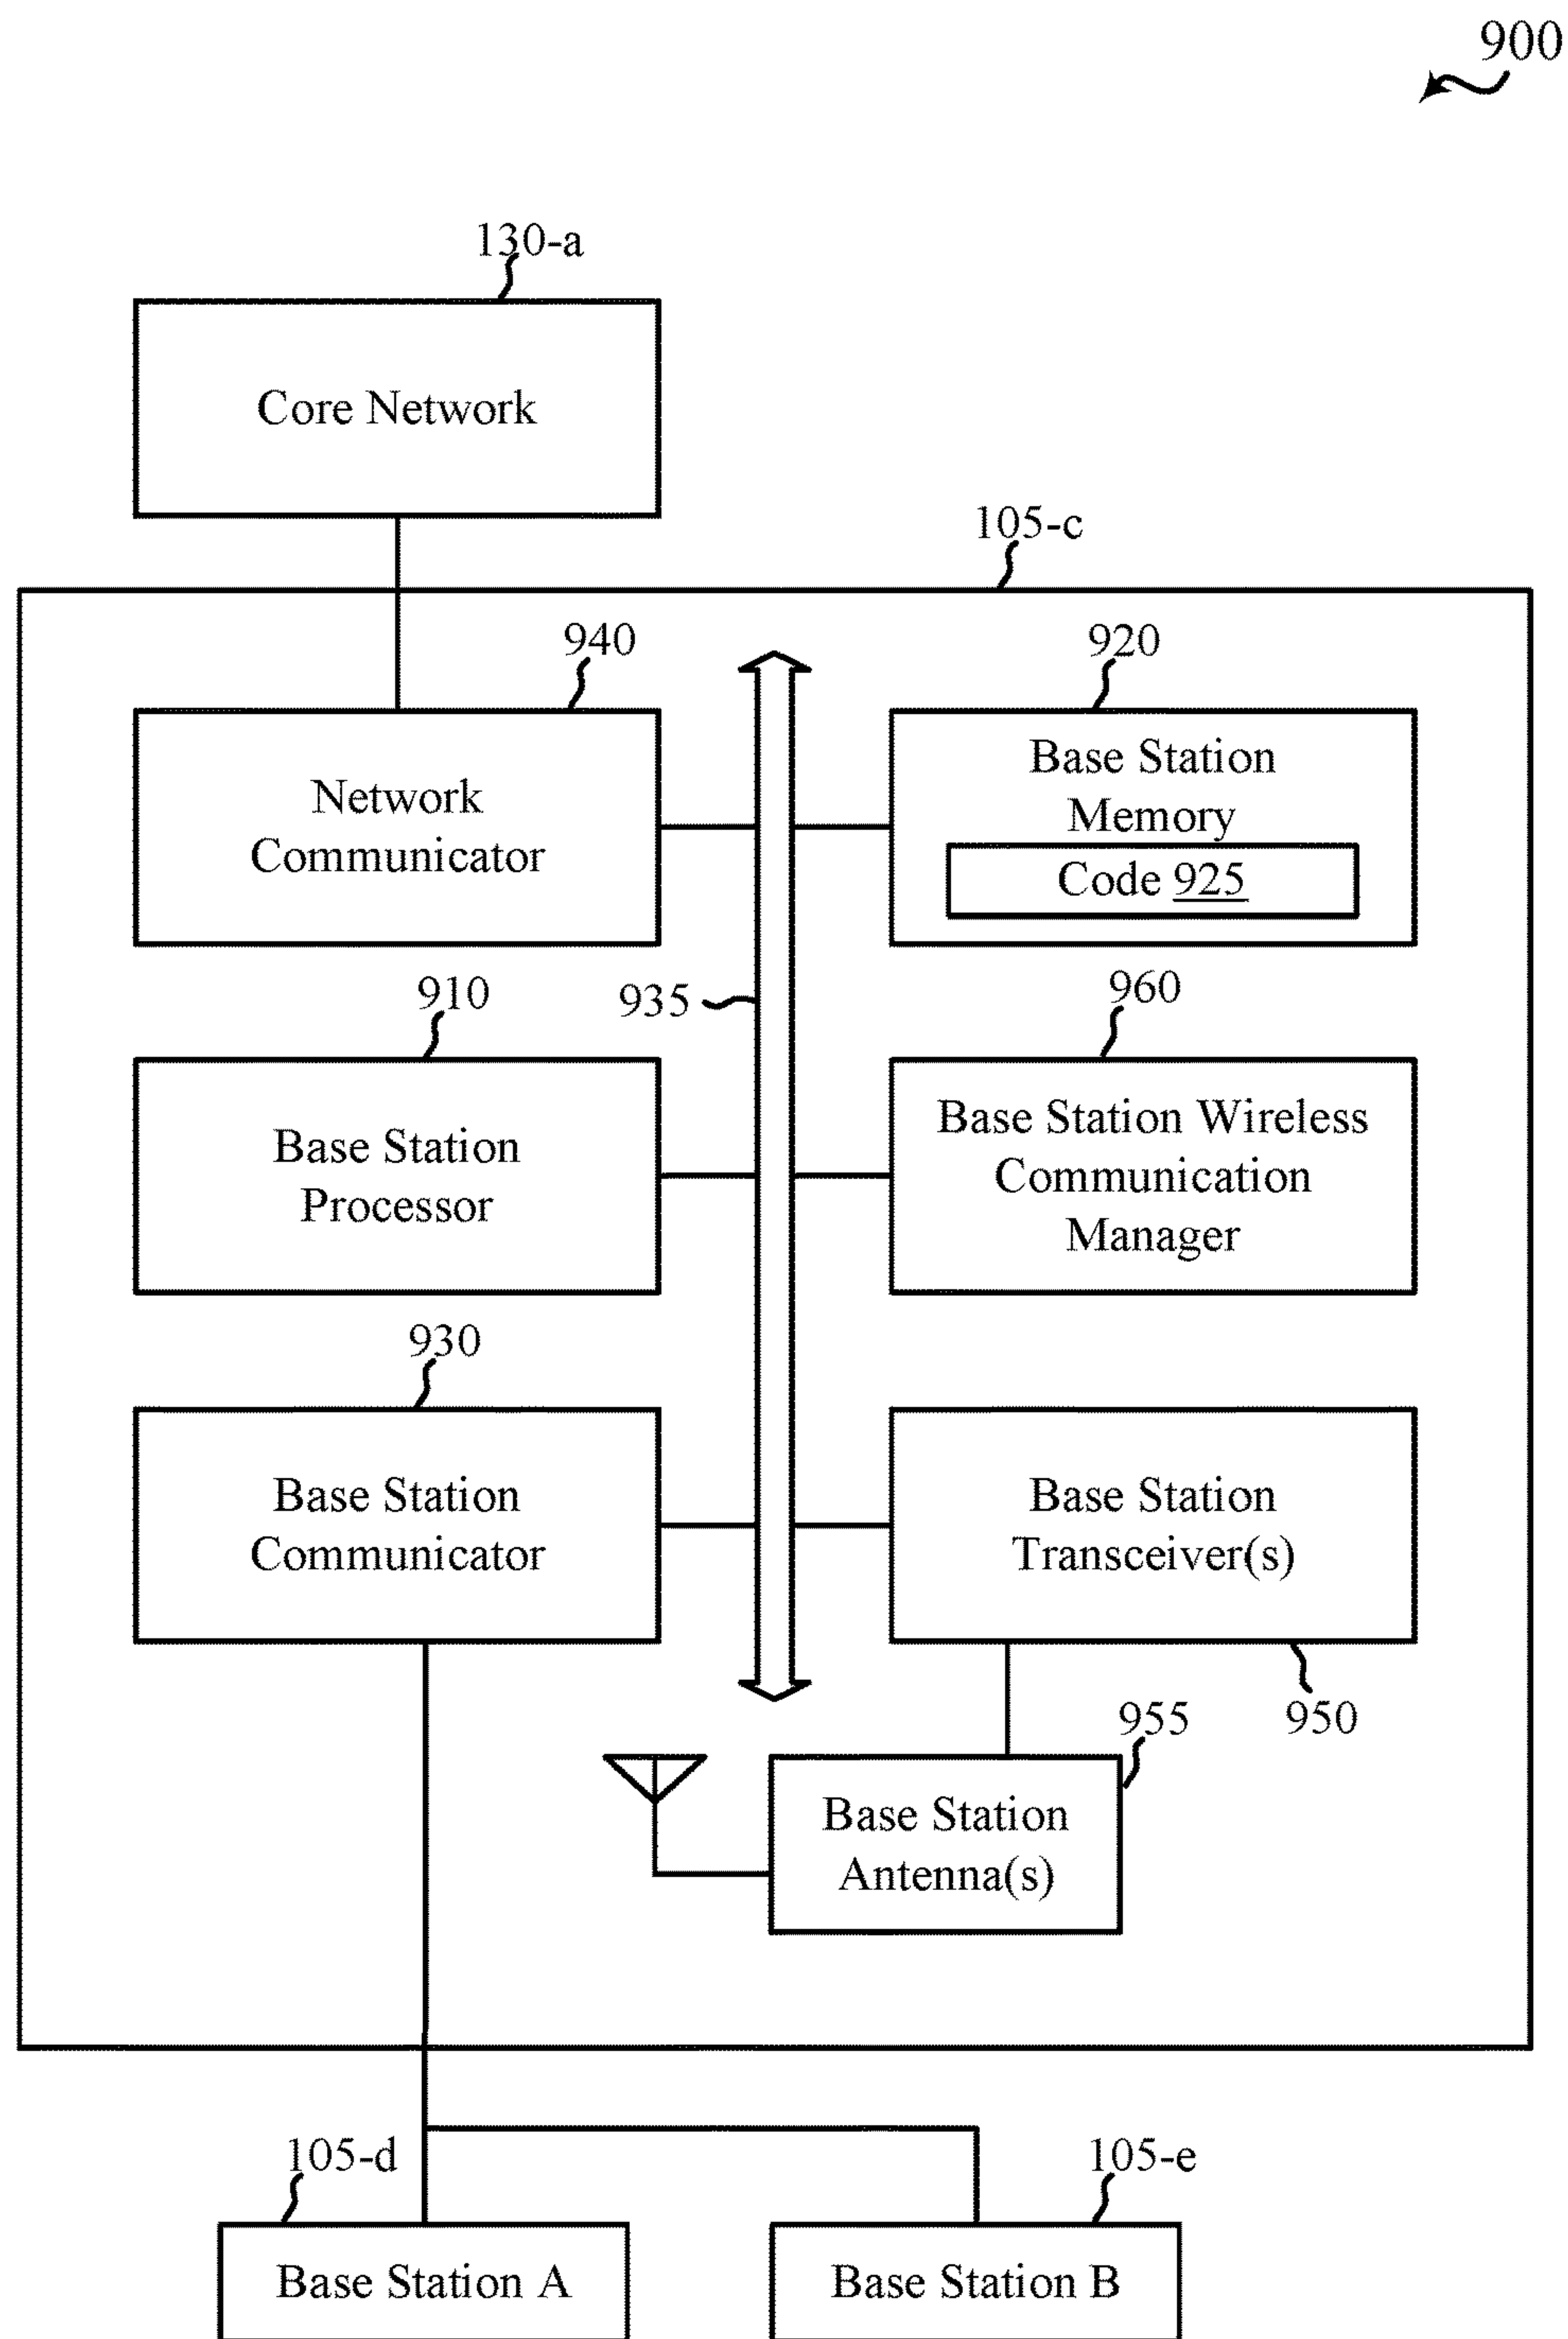 900
130-a
Core Network
105-c
940
920
Network
Communicator
Base Station
Memory
Code 925
910
935
960
Base Station
Processor
Base Station Wireless
Communication
Manager
930
Base Station
Communicator
Base Station
Transceiver(s)
955
950
Base Station
Antenna(s)
105-d
105-e
Base Station A
Base Station B